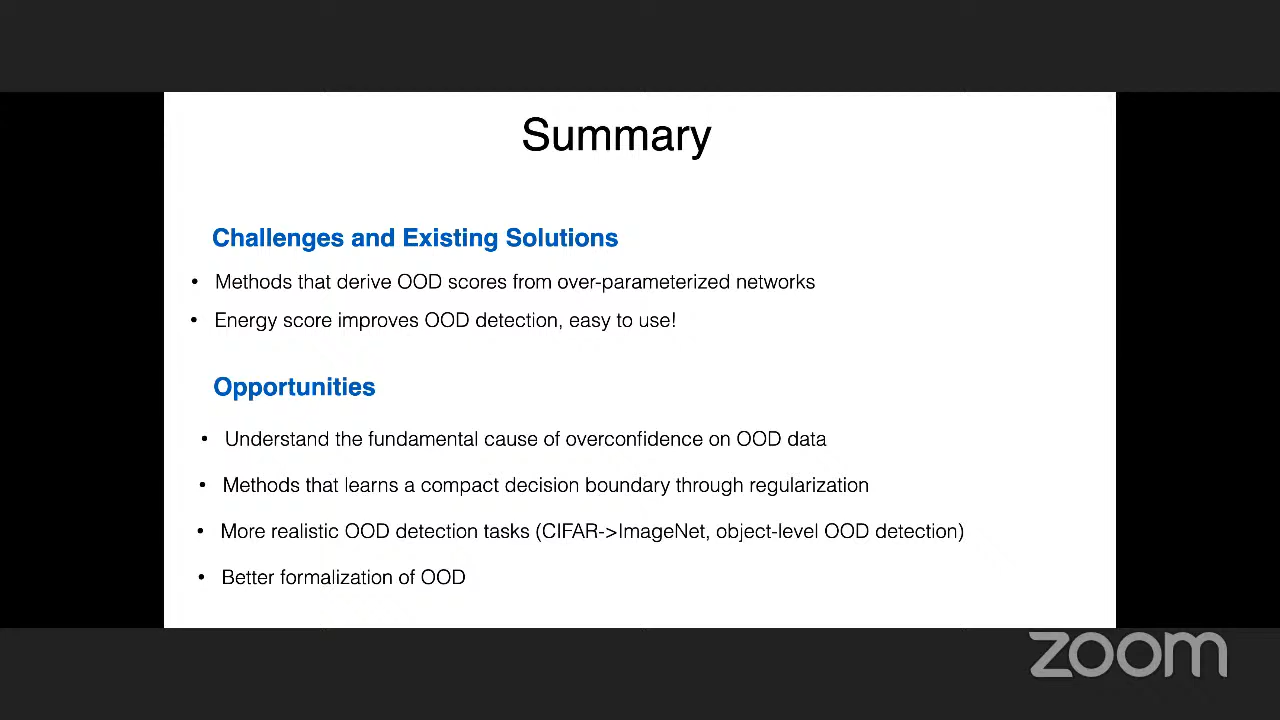 Summary
Challenges and Existing Solutions
• Methods that derive OOD scores from over-parameterized networks
• Energy score improves OOD detection, easy to use!
Opportunities
• Understand the fundamental cause of overconfidence on OOD data
• Methods that learns a compact decision boundary through regularization
• More realistic OOD detection tasks (CIFAR->ImageNet, object-level OOD detection)
• Better formalization of OOD
zoom